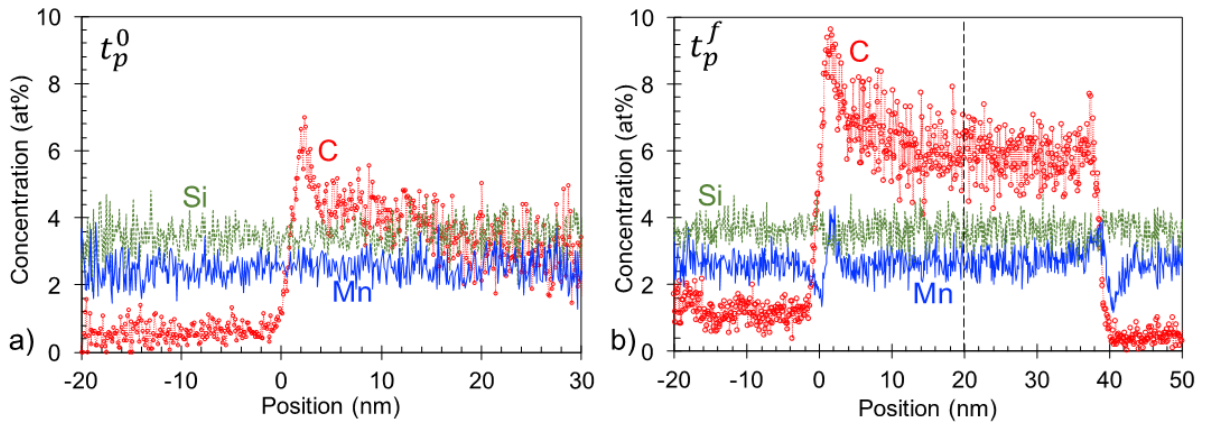 10
8
6
4
2
0
Concentration (at%)
t_p^0
C
Si
Mn
a)
-20 -10 0 10 20 30
Position (nm)
10
8
6
4
2
0
Concentration (at%)
t_p^f
C
Si
Mn
b)
-20 -10 0 10 20 30 40 50
Position (nm)